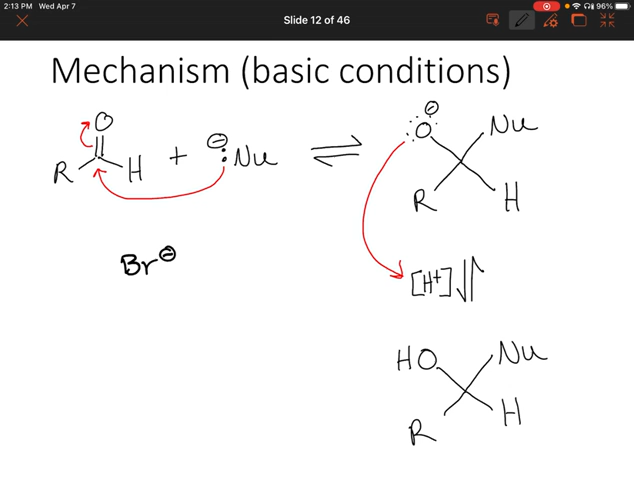 2:13 PM Wed Apr 7
96%
Slide 12 of 46
Mechanism (basic conditions)
O
R H + ⊖ :Nu ⇌
⊖
:O: Nu
R H
Br⊖
[H+] ⇌
HO Nu
R H